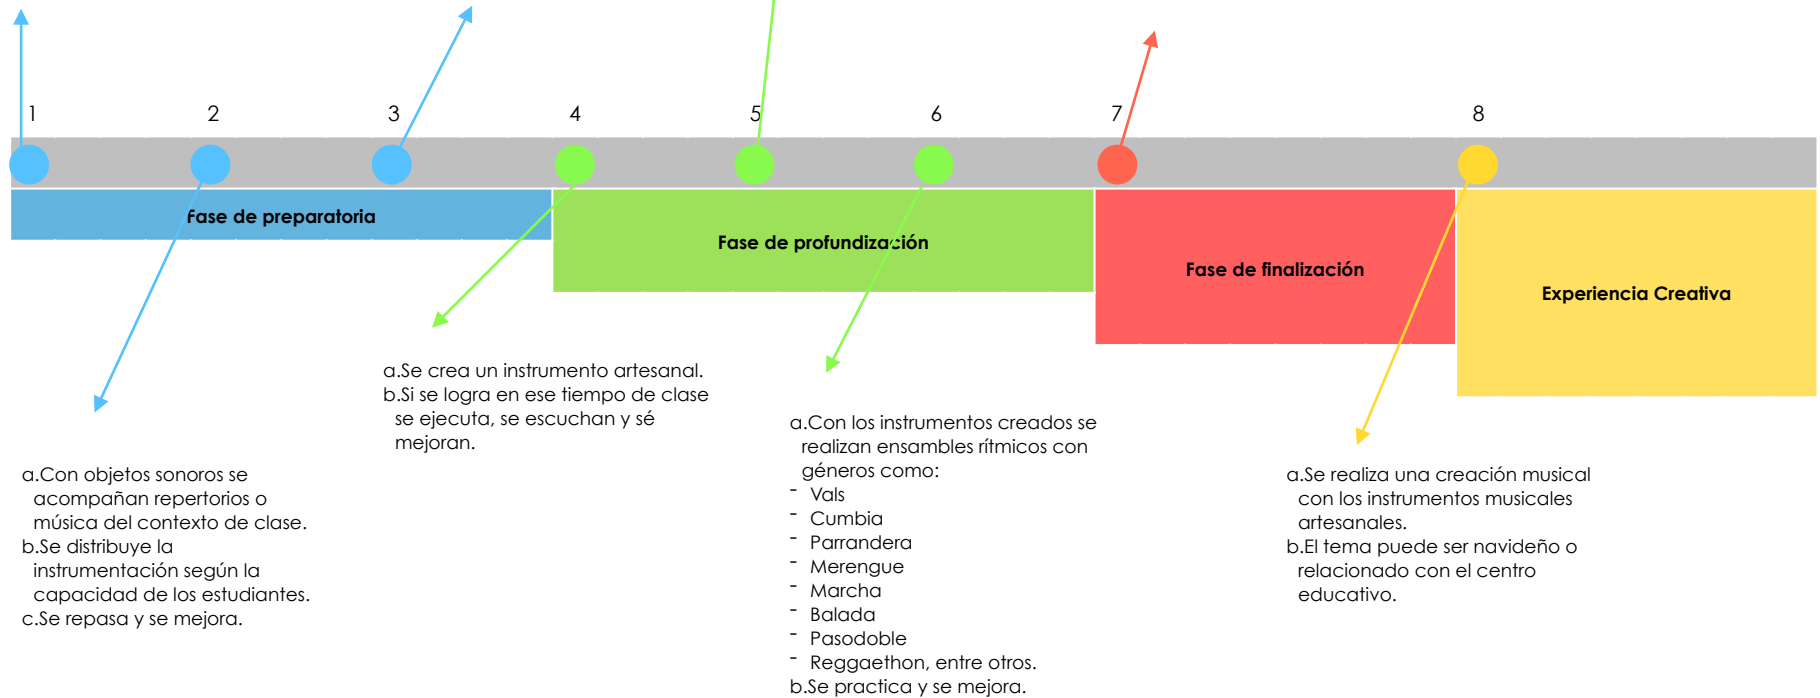 1
2
3
4
5
6
7
8
Fase de preparatoria
Fase de profundización
Fase de finalización
Experiencia Creativa
a.Con objetos sonoros se
acompañan repertorios o
música del contexto de clase.
b.Se distribuye la
instrumentación según la
capacidad de los estudiantes.
c.Se repasa y se mejora.
a.Se crea un instrumento artesanal.
b.Si se logra en ese tiempo de clase
se ejecuta, se escuchan y sé
mejoran.
a.Con los instrumentos creados se
realizan ensambles rítmicos con
géneros como:
- Vals
- Cumbia
- Parrandera
- Merengue
- Marcha
- Balada
- Pasodoble
- Reggaethon, entre otros.
b.Se practica y se mejora.
a.Se realiza una creación musical
con los instrumentos musicales
artesanales.
b.El tema puede ser navideño o
relacionado con el centro
educativo.